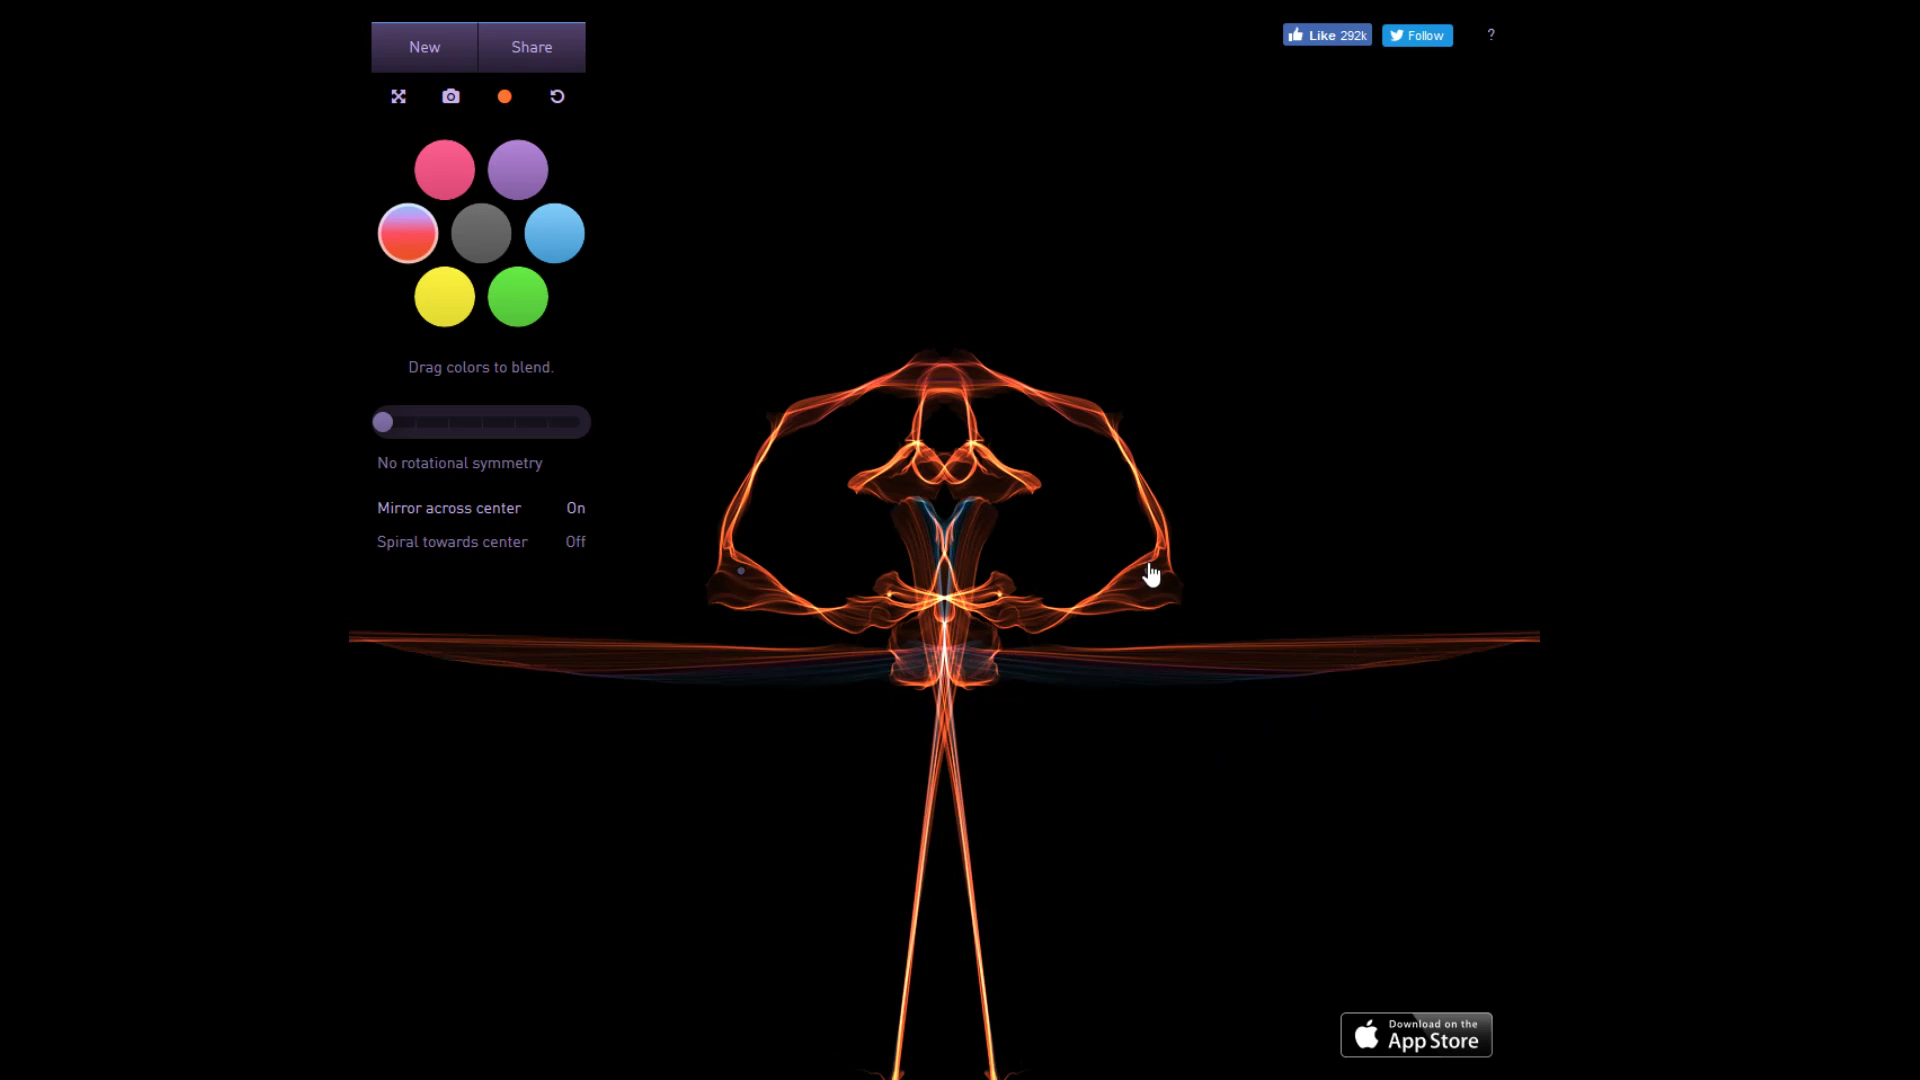 New Share
Like 292k Follow ?
Drag colors to blend.
No rotational symmetry
Mirror across center On
Spiral towards center Off
Download on the
App Store